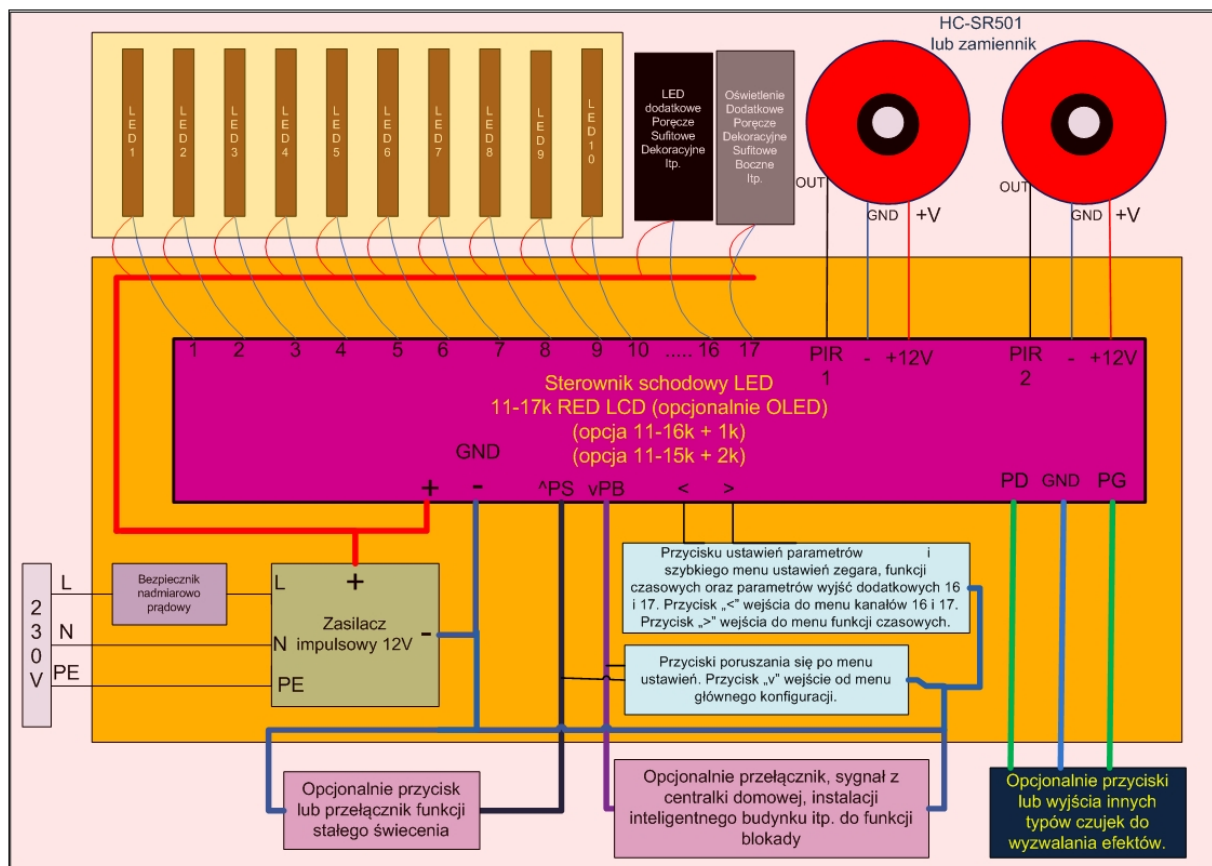 HC-SR501
lub zamiennik
LED1
LED2
LED3
LED4
LED5
LED6
LED7
LED8
LED9
LED10
LED
dodatkowe
Poręcze
Sufitowe
Dekoracyjne
Itp.
Oświetlenie
Dodatkowe
Poręcze
Dekoracyjne
Sufitowe
Boczne
Itp.
OUT
GND
+V
OUT
GND
+V
1 2 3 4 5 6 7 8 9 10 ..... 16 17
PIR
1
- +12V
PIR
2
- +12V
Sterownik schodowy LED
11-17k RED LCD (opcjonalnie OLED)
(opcja 11-16k + 1k)
(opcja 11-15k + 2k)
GND
+ - ^PS vPB < >
PD GND PG
230V
L
N
PE
Bezpiecznik
nadmiarowo
prądowy
L
N
PE
+
-
Zasilacz
impulsowy 12V
Przycisku ustawień parametrów i
szybkiego menu ustawień zegara, funkcji
czasowych oraz parametrów wyjść dodatkowych 16
i 17. Przycisk „<” wejścia do menu kanałów 16 i 17.
Przycisk „>” wejścia do menu funkcji czasowych.
Przyciski poruszania się po menu
ustawień. Przycisk „v” wejście od menu
głównego konfiguracji.
Opcjonalnie przycisk
lub przełącznik funkcji
stałego świecenia
Opcjonalnie przełącznik, sygnał z
centralki domowej, instalacji
inteligentnego budynku itp. do funkcji
blokady
Opcjonalnie przyciski
lub wyjścia innych
typów czujek do
wyzwalania efektów.